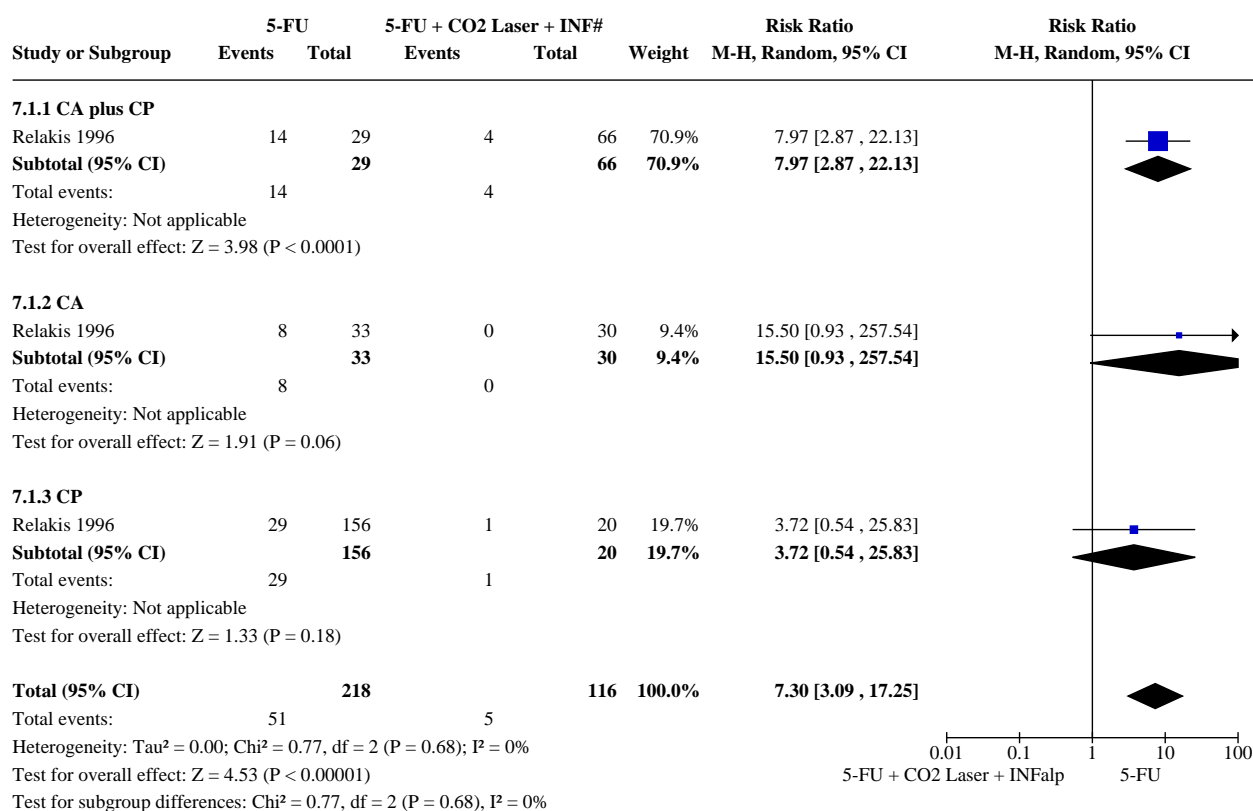 5-FU 5-FU + CO2 Laser + INF# Risk Ratio Risk Ratio
Study or Subgroup Events Total Events Total Weight M-H, Random, 95% CI M-H, Random, 95% CI
7.1.1 CA plus CP
Relakis 1996 14 29 4 66 70.9% 7.97 [2.87 , 22.13]
Subtotal (95% CI) 29 66 70.9% 7.97 [2.87 , 22.13]
Total events: 14 4
Heterogeneity: Not applicable
Test for overall effect: Z = 3.98 (P < 0.0001)
7.1.2 CA
Relakis 1996 8 33 0 30 9.4% 15.50 [0.93 , 257.54]
Subtotal (95% CI) 33 30 9.4% 15.50 [0.93 , 257.54]
Total events: 8 0
Heterogeneity: Not applicable
Test for overall effect: Z = 1.91 (P = 0.06)
7.1.3 CP
Relakis 1996 29 156 1 20 19.7% 3.72 [0.54 , 25.83]
Subtotal (95% CI) 156 20 19.7% 3.72 [0.54 , 25.83]
Total events: 29 1
Heterogeneity: Not applicable
Test for overall effect: Z = 1.33 (P = 0.18)
Total (95% CI) 218 116 100.0% 7.30 [3.09 , 17.25]
Total events: 51 5
Heterogeneity: Tau² = 0.00; Chi² = 0.77, df = 2 (P = 0.68); I² = 0%
0.01 0.1 1 10 100
Test for overall effect: Z = 4.53 (P < 0.00001) 5-FU + CO2 Laser + INFalp 5-FU
Test for subgroup differences: Chi² = 0.77, df = 2 (P = 0.68), I² = 0%